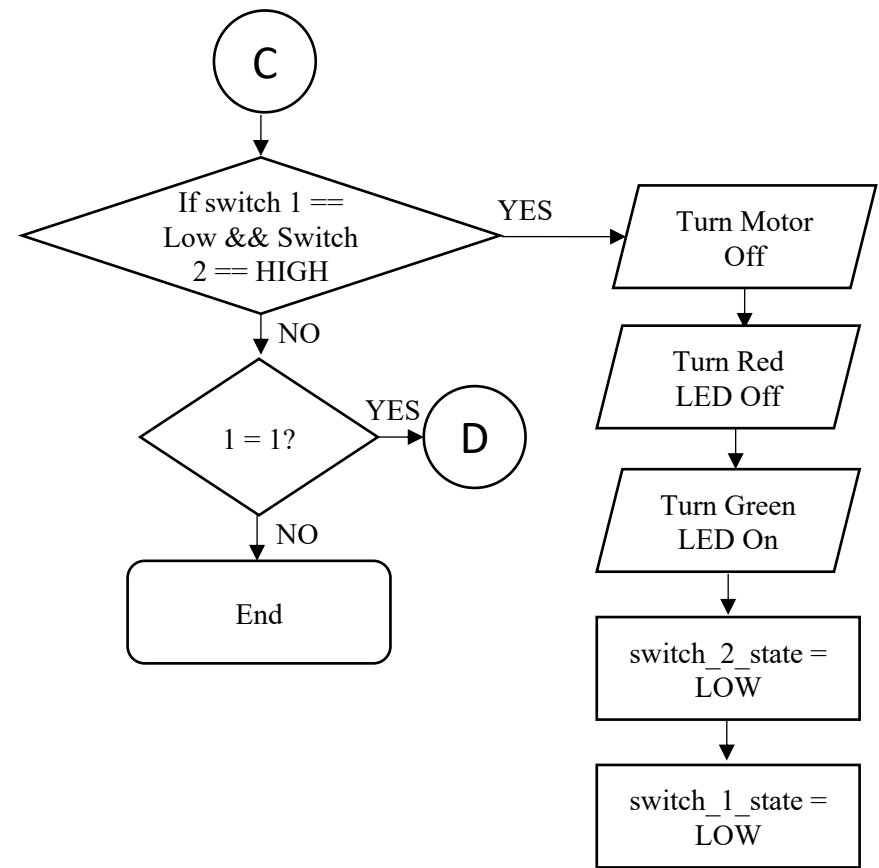 C
If switch 1 ==
Low && Switch
2 == HIGH
YES
Turn Motor
Off
NO
Turn Red
LED Off
1 = 1?
YES
D
Turn Green
LED On
NO
End
switch_2_state =
LOW
switch_1_state =
LOW